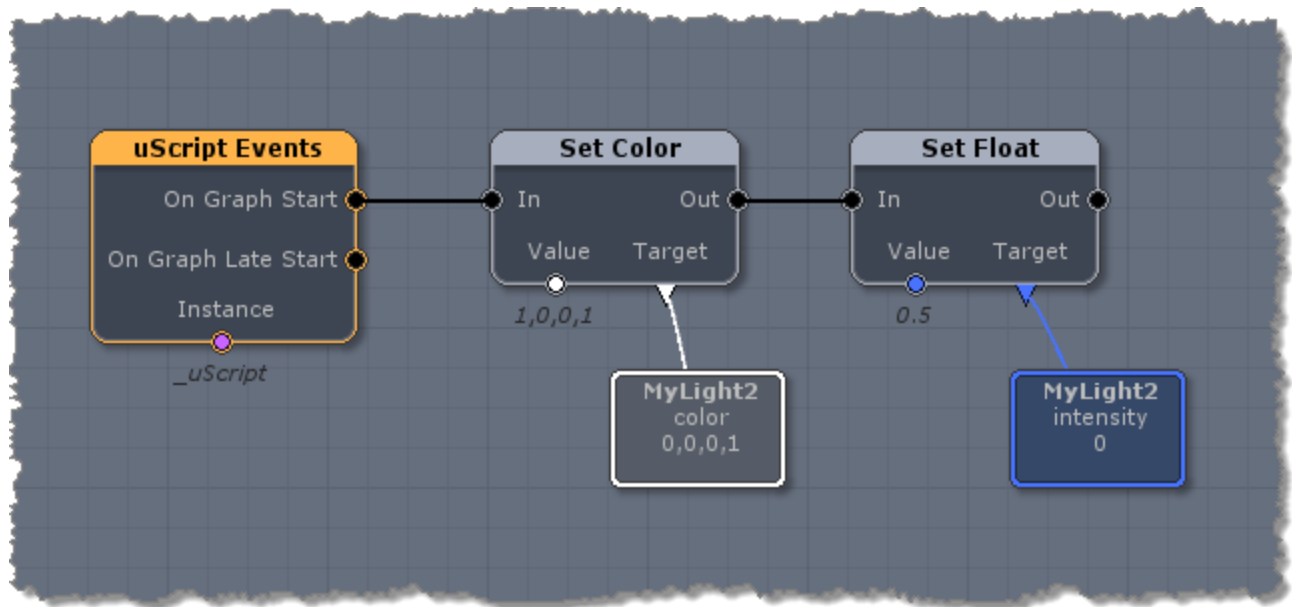 uScript Events
On Graph Start
On Graph Late Start
Instance
_uScript
Set Color
In Out
Value Target
1,0,0,1
MyLight2
color
0,0,0,1
Set Float
In Out
Value Target
0.5
MyLight2
intensity
0